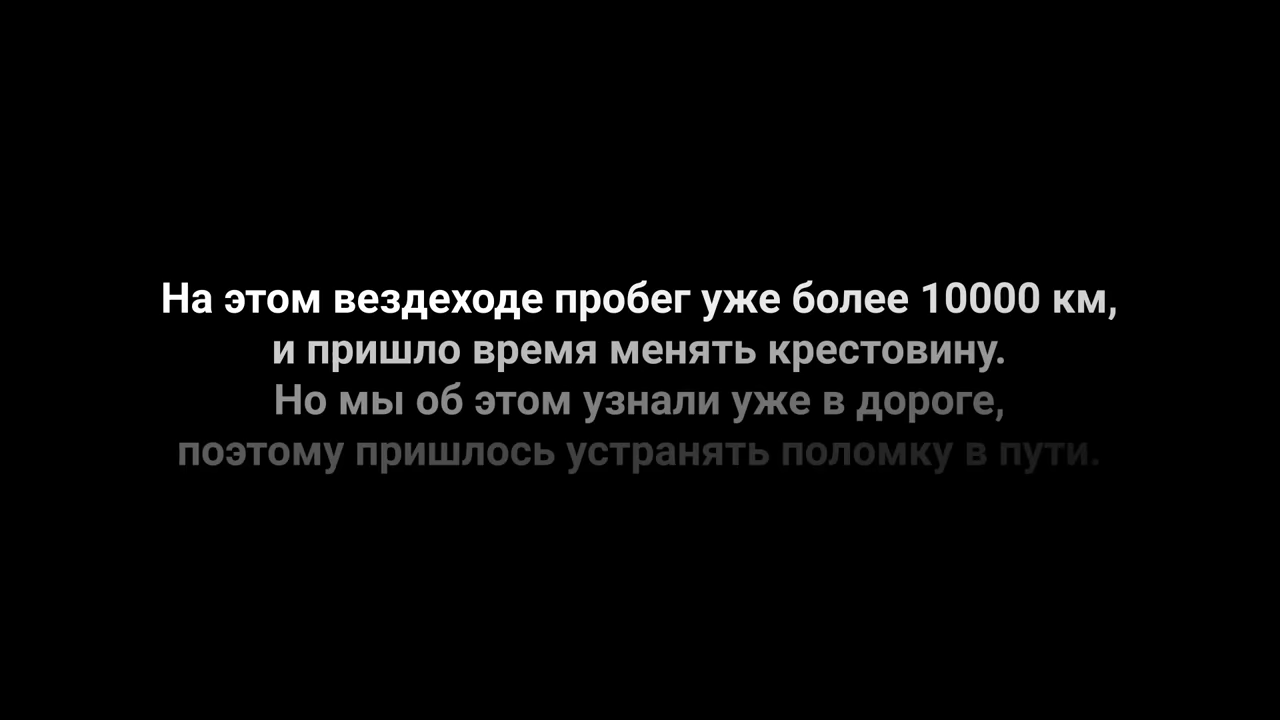 На этом вездеходе пробег уже более 10000 км,
и пришло время менять крестовину.
Но мы об этом узнали уже в дороге,
поэтому пришлось устранять поломку в пути.